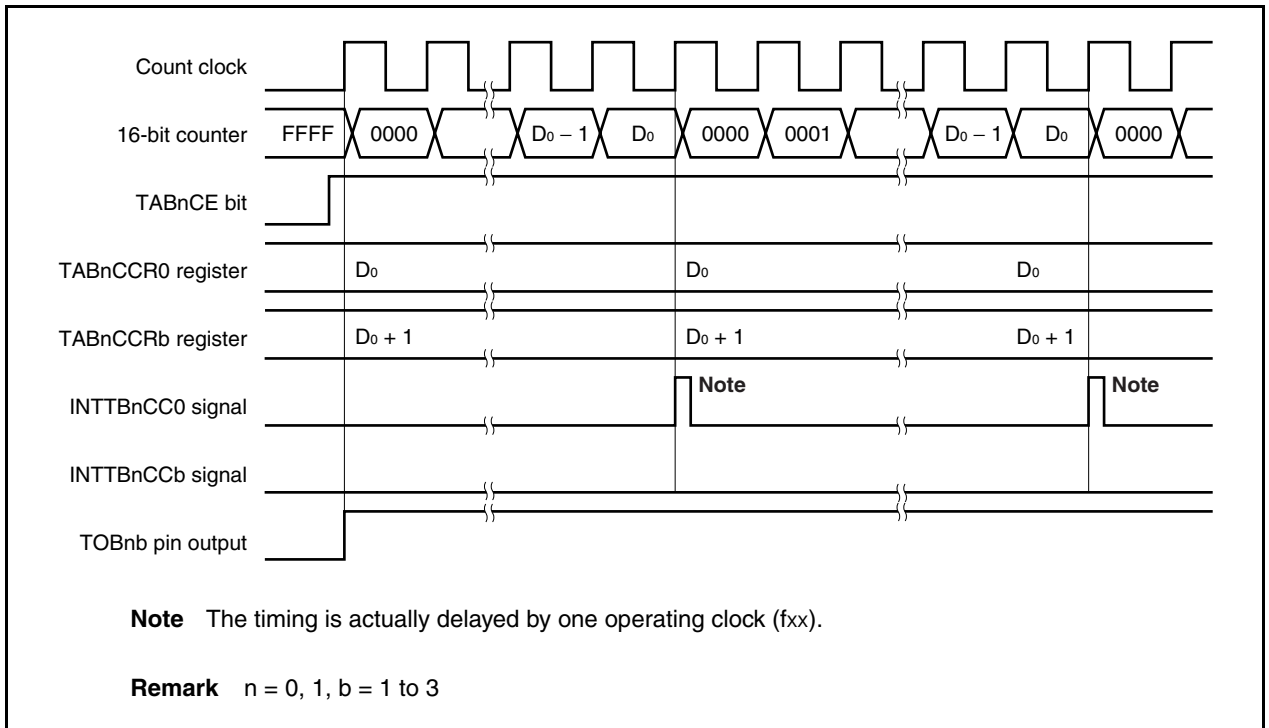 Count clock
16-bit counter FFFF 0000 D0 − 1 D0 0000 0001 D0 − 1 D0 0000
TABnCE bit
TABnCCR0 register D0 D0 D0
TABnCCRb register D0 + 1 D0 + 1 D0 + 1
INTTBnCC0 signal Note Note
INTTBnCCb signal
TOBnb pin output
Note The timing is actually delayed by one operating clock (fxx).
Remark n = 0, 1, b = 1 to 3